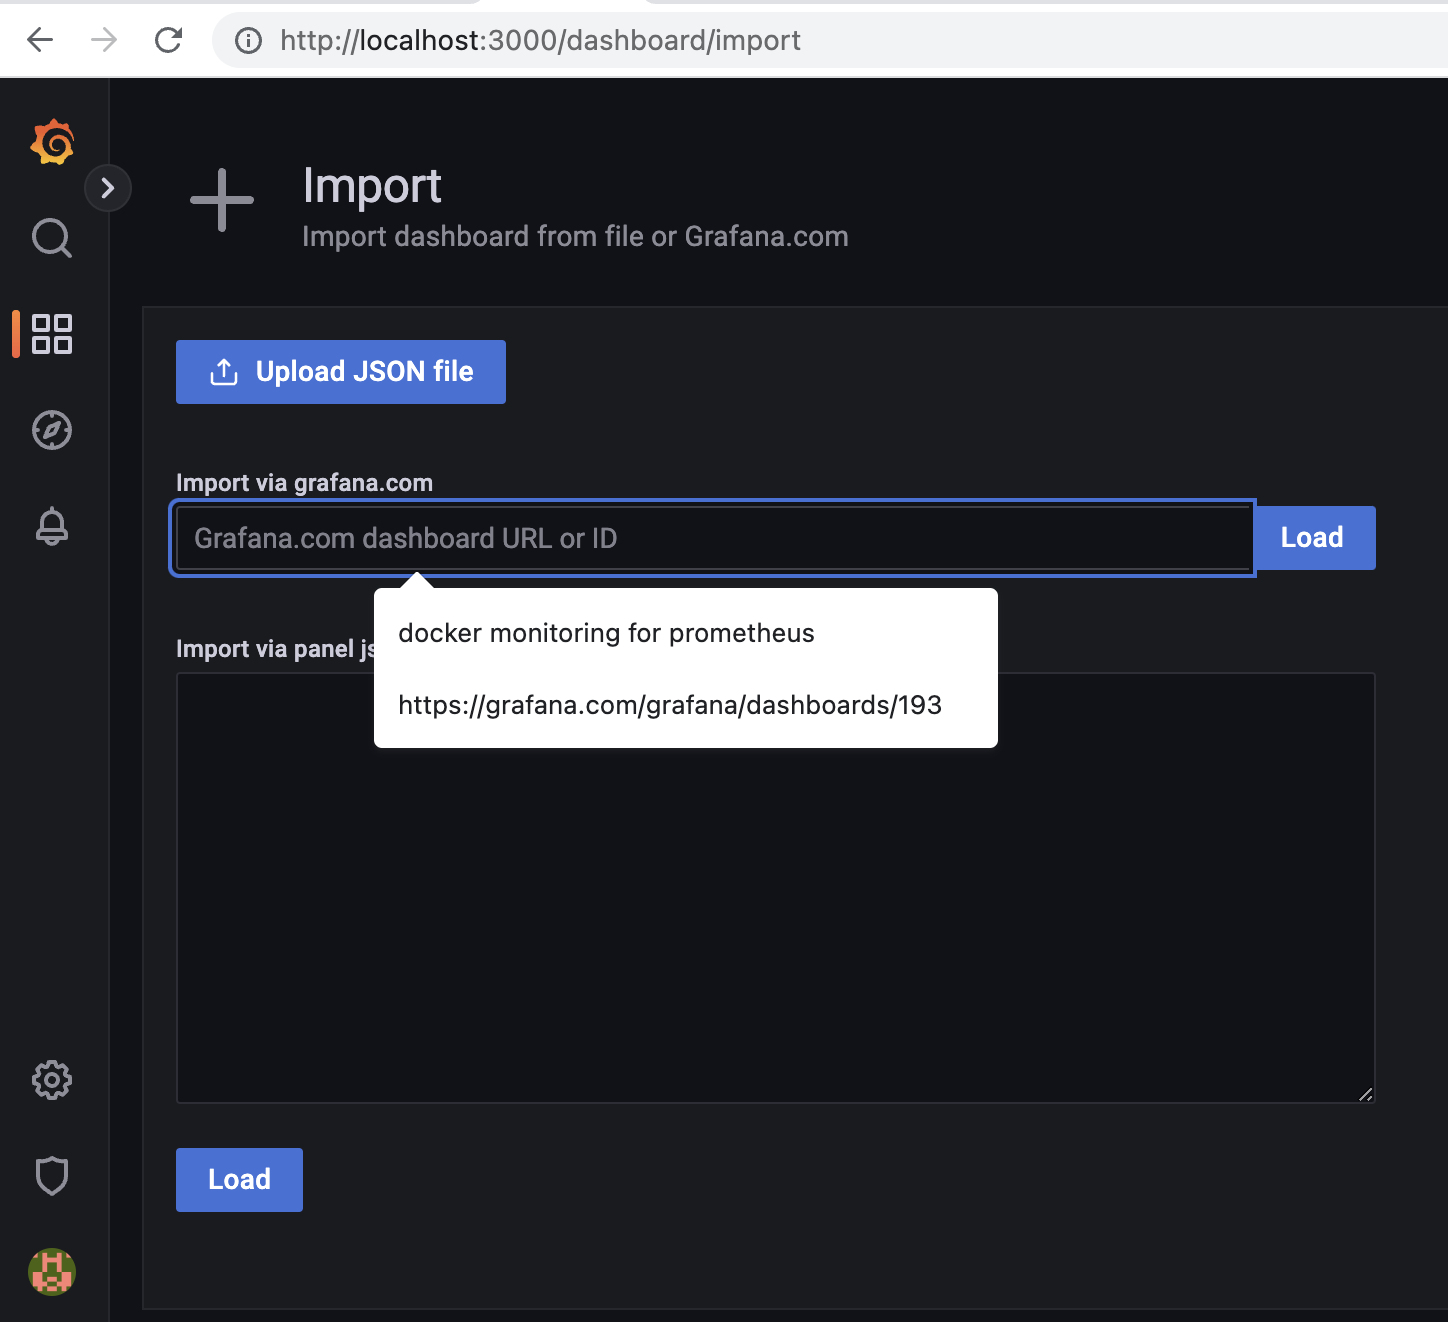 http://localhost:3000/dashboard/import
Import
Import dashboard from file or Grafana.com
Upload JSON file
Import via grafana.com
Grafana.com dashboard URL or ID
Load
docker monitoring for prometheus
Import via panel js
https://grafana.com/grafana/dashboards/193
Load